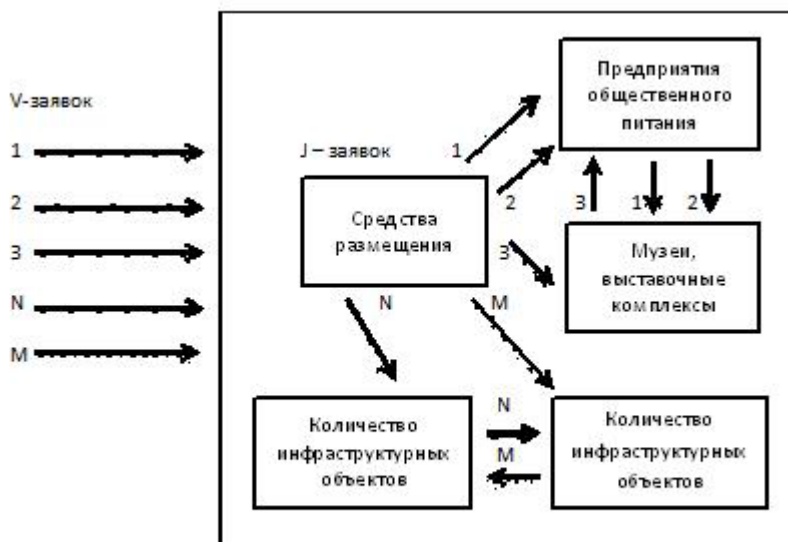 V-заявок
1
2
3
N
M
J – заявок
Средства
размещения
1
2
3
N
M
Предприятия
общественного
питания
3
1
2
Музеи,
выставочные
комплексы
Количество
инфраструктурных
объектов
N
M
Количество
инфраструктурных
объектов